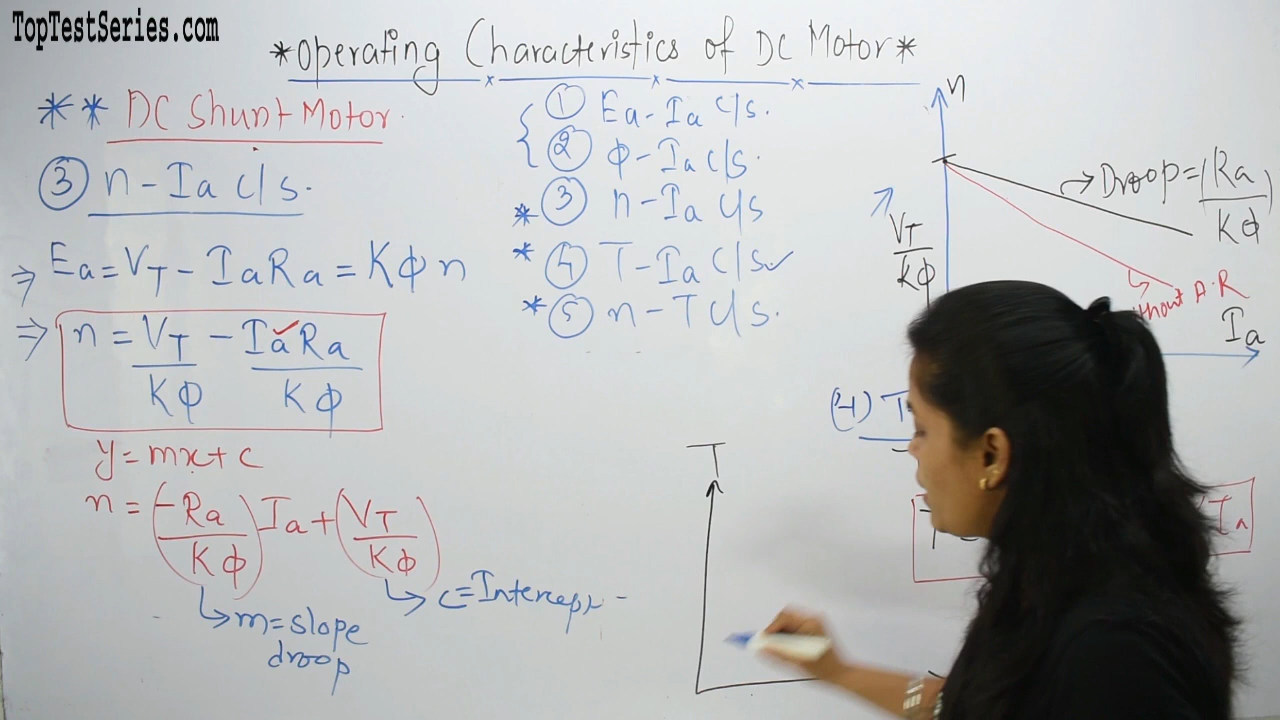 TopTestSeries.com
*Operating Characteristics of DC Motor*
** DC Shunt Motor
③ n - Ia c/s.
⇒ Ea = VT - IaRa = Kϕn
⇒ n = VT/Kϕ - IaRa/Kϕ
y = mx + c
n = (-Ra/Kϕ) Ia + (VT/Kϕ)
m = slope
droop
c = Intercept
① Ea - Ia c/s.
② ϕ - Ia c/s.
* ③ n - Ia c/s
* ④ T - Ia c/s ✓
* ⑤ n - T c/s.
n
VT/Kϕ
Droop = (Ra/Kϕ)
A.R
Ia
(4) T
T
Ia